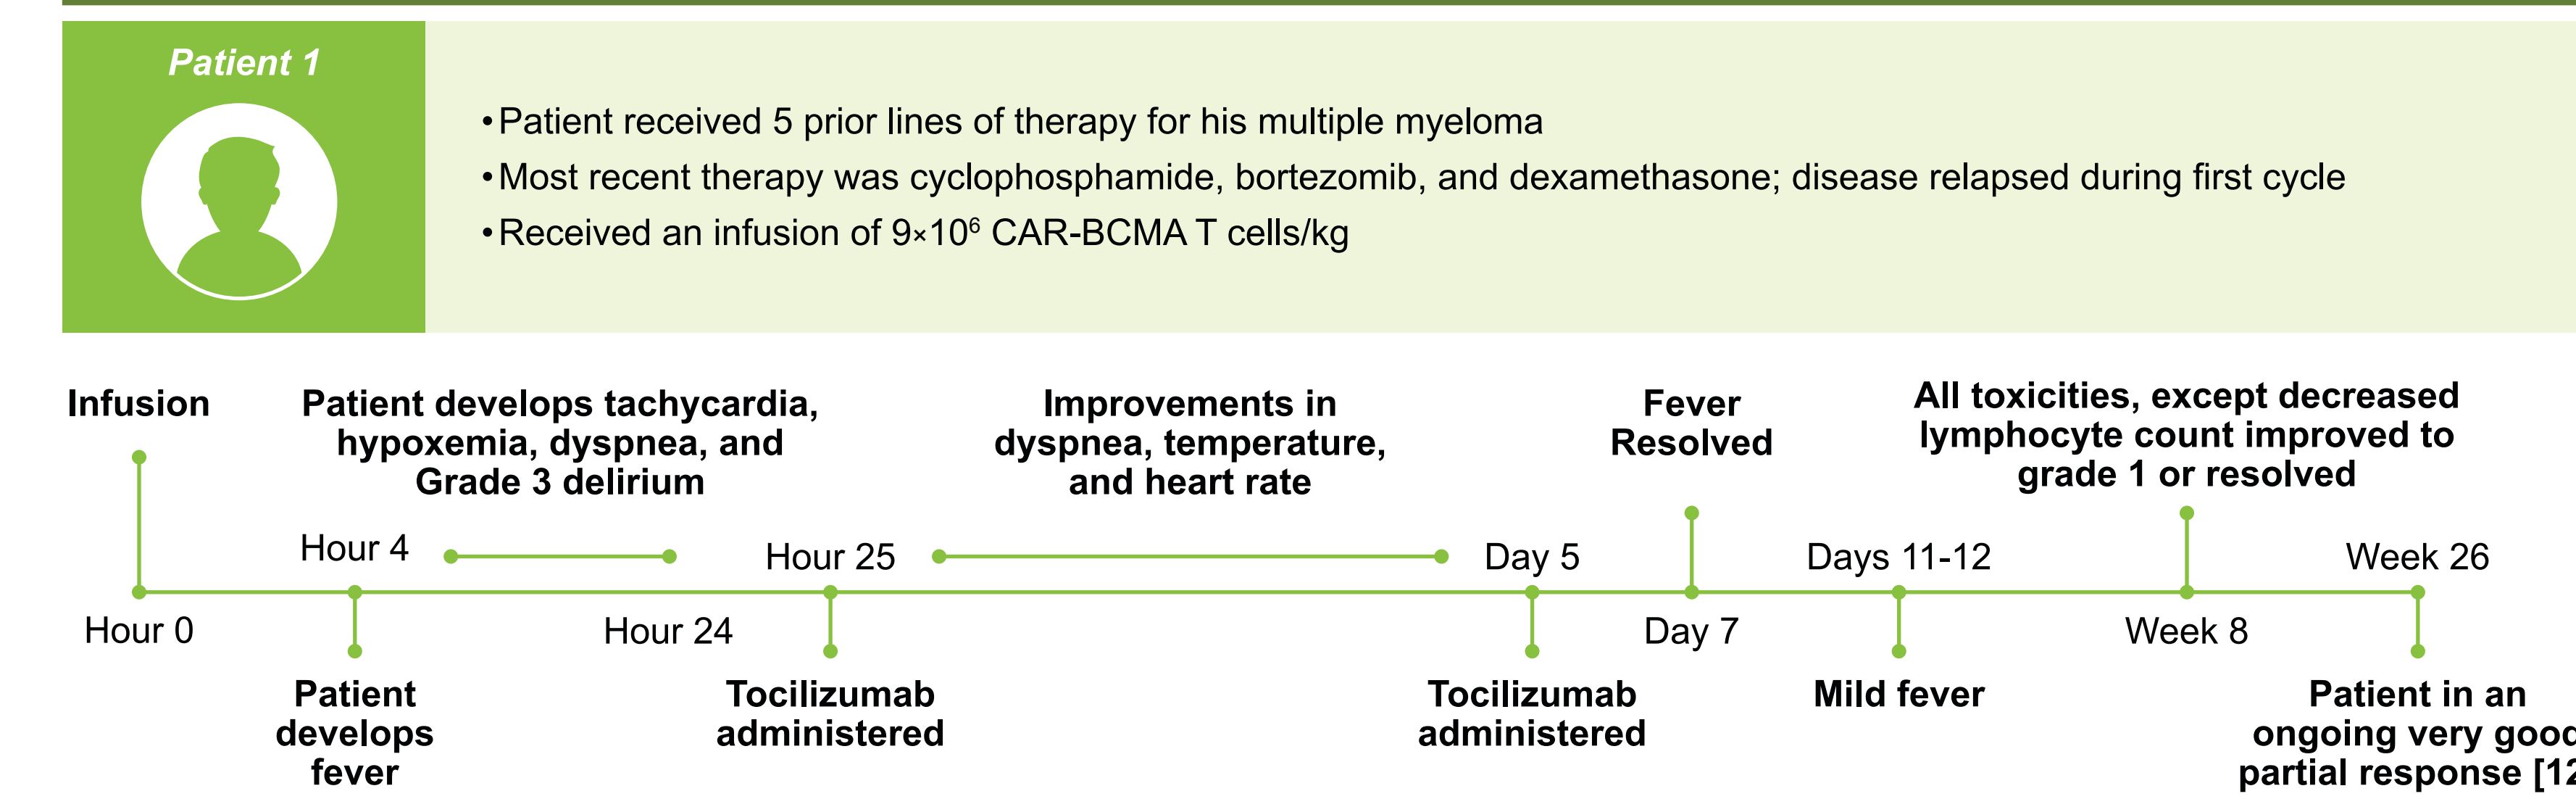 Patient 1
•Patient received 5 prior lines of therapy for his multiple myeloma
•Most recent therapy was cyclophosphamide, bortezomib, and dexamethasone; disease relapsed during first cycle
•Received an infusion of 9×10⁶ CAR-BCMA T cells/kg
Infusion
Hour 0
Hour 4
Patient
develops
fever
Patient develops tachycardia,
hypoxemia, dyspnea, and
Grade 3 delirium
Hour 24
Hour 25
Tocilizumab
administered
Improvements in
dyspnea, temperature,
and heart rate
Day 5
Tocilizumab
administered
Fever
Resolved
Day 7
Days 11-12
Mild fever
All toxicities, except decreased
lymphocyte count improved to
grade 1 or resolved
Week 8
Week 26
Patient in an
ongoing very good
partial response [12